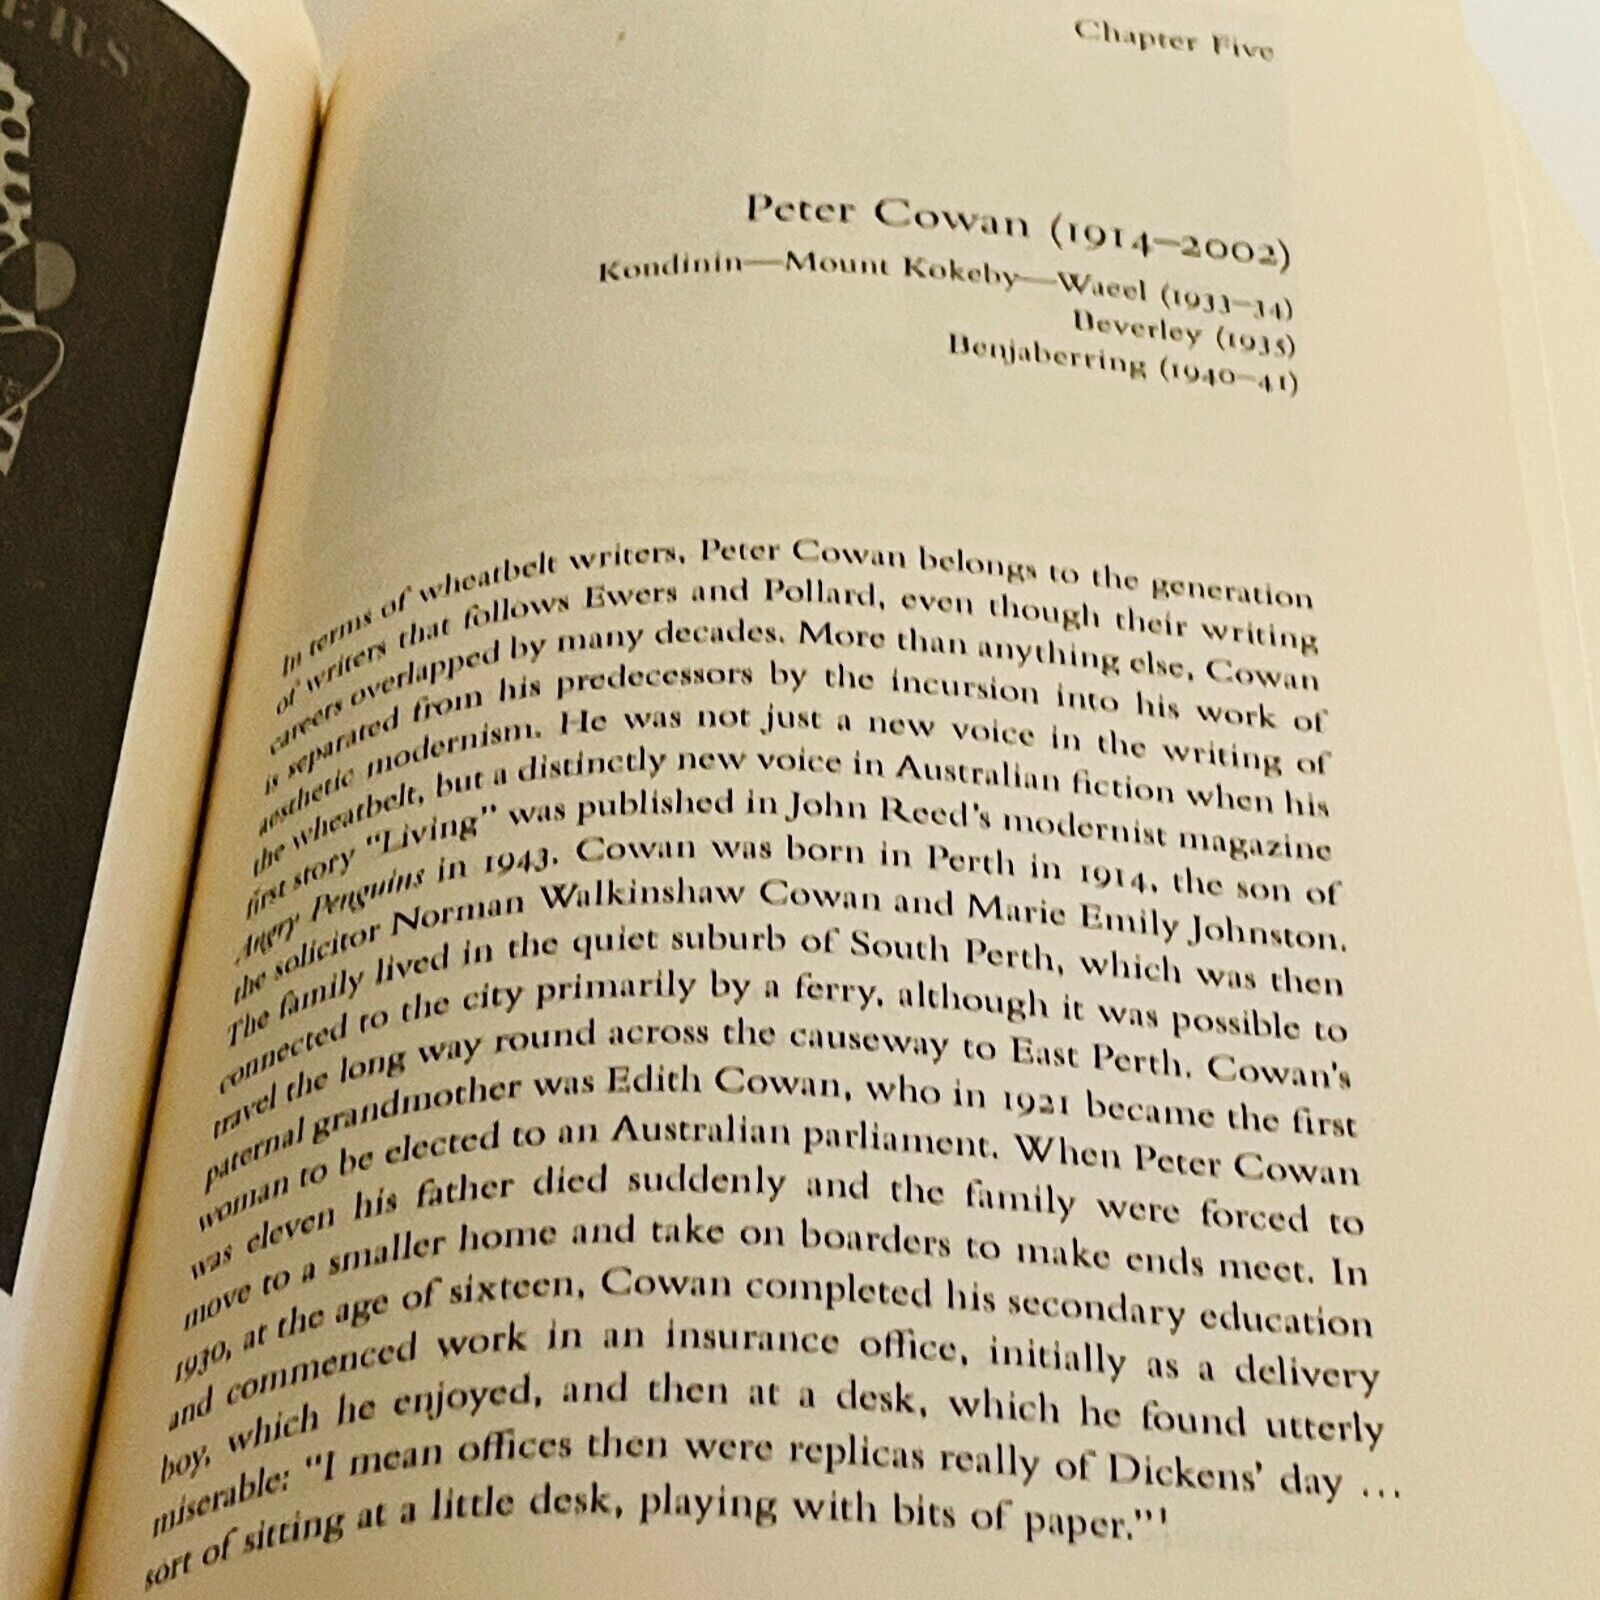 ERS
Chapter Five
Peter Cowan (1914–2002)
Kondinin—Mount Kokeby—Waeel (1933–34)
Beverley (1935)
Benjaberring (1940–41)
In terms of wheatbelt writers, Peter Cowan belongs to the generation
of writers that follows Ewers and Pollard, even though their writing
careers overlapped by many decades. More than anything else, Cowan
is separated from his predecessors by the incursion into his work of
aesthetic modernism. He was not just a new voice in the writing of
the wheatbelt, but a distinctly new voice in Australian fiction when his
first story "Living" was published in John Reed's modernist magazine
Angry Penguins in 1943. Cowan was born in Perth in 1914, the son of
the solicitor Norman Walkinshaw Cowan and Marie Emily Johnston.
The family lived in the quiet suburb of South Perth, which was then
connected to the city primarily by a ferry, although it was possible to
travel the long way round across the causeway to East Perth. Cowan's
paternal grandmother was Edith Cowan, who in 1921 became the first
woman to be elected to an Australian parliament. When Peter Cowan
was eleven his father died suddenly and the family were forced to
move to a smaller home and take on boarders to make ends meet. In
1930, at the age of sixteen, Cowan completed his secondary education
and commenced work in an insurance office, initially as a delivery
boy, which he enjoyed, and then at a desk, which he found utterly
miserable: "I mean offices then were replicas really of Dickens' day ...
sort of sitting at a little desk, playing with bits of paper."1